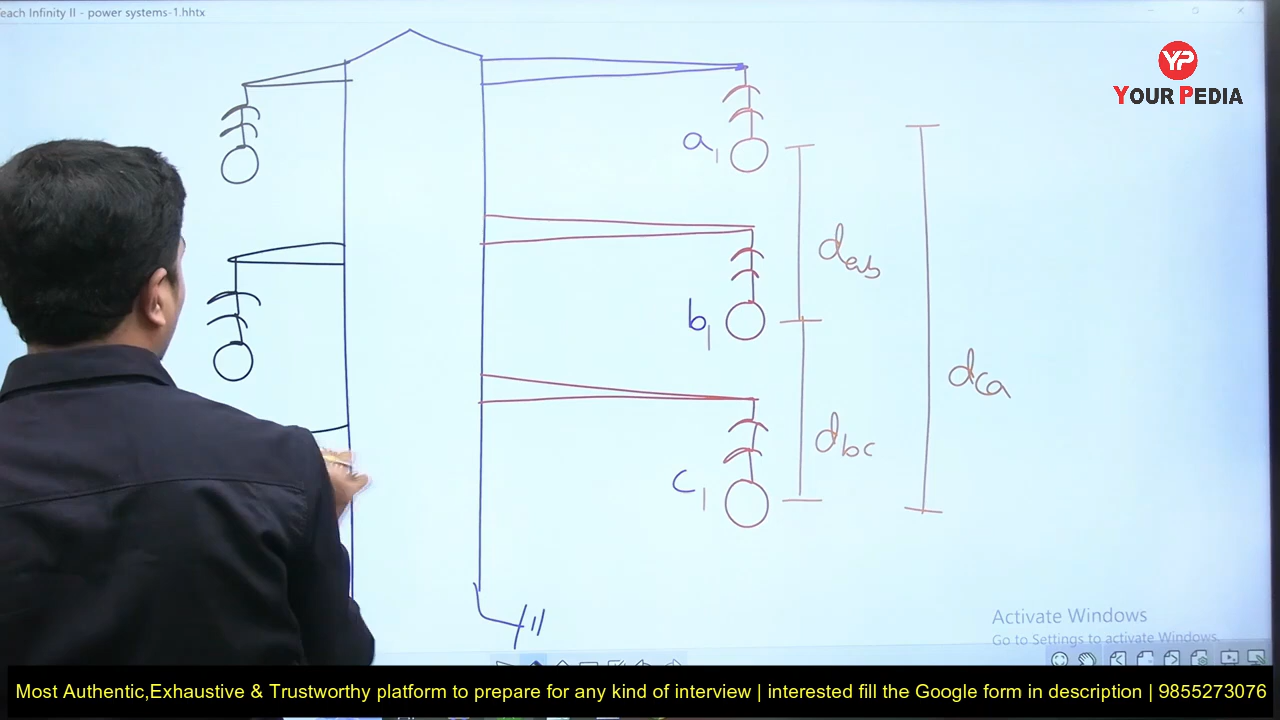 each Infinity II - power systems-1.hhtx
YP
YOUR PEDIA
a1
dab
b1
dca
dbc
c1
Activate Windows
Go to Settings to activate Windows.
Most Authentic,Exhaustive & Trustworthy platform to prepare for any kind of interview | interested fill the Google form in description | 9855273076